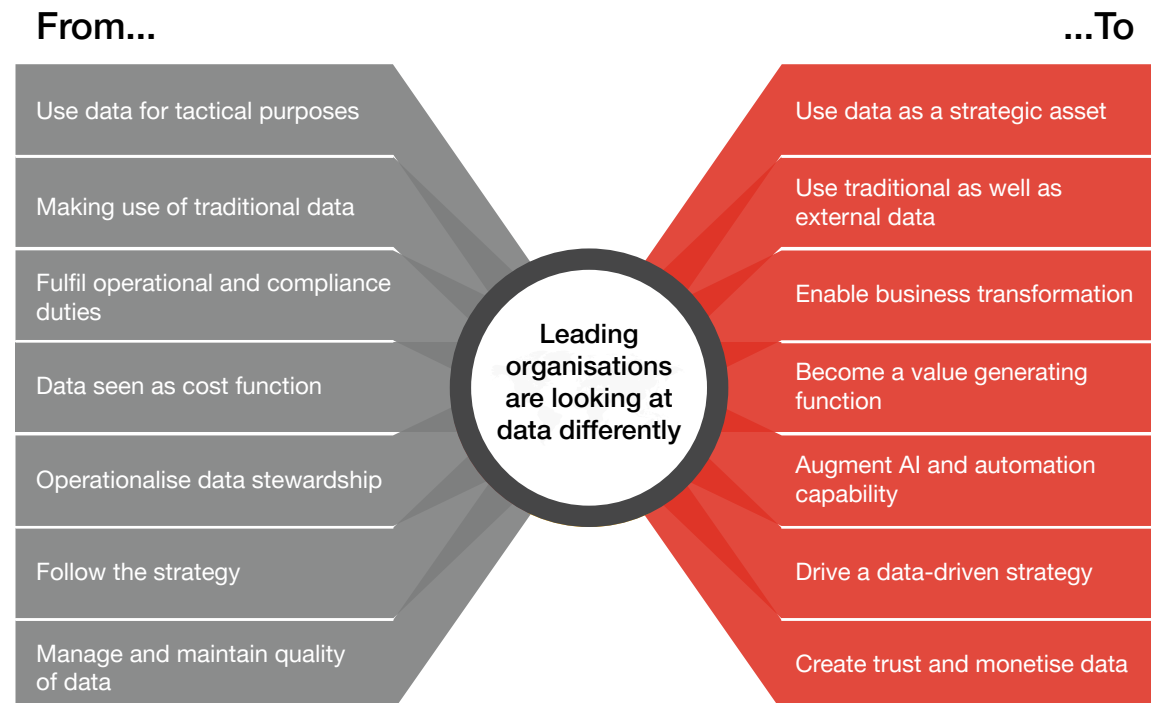 From...
...To
Use data for tactical purposes
Making use of traditional data
Fulfil operational and compliance
duties
Data seen as cost function
Operationalise data stewardship
Follow the strategy
Manage and maintain quality
of data
Leading
organisations
are looking at
data differently
Use data as a strategic asset
Use traditional as well as
external data
Enable business transformation
Become a value generating
function
Augment AI and automation
capability
Drive a data-driven strategy
Create trust and monetise data